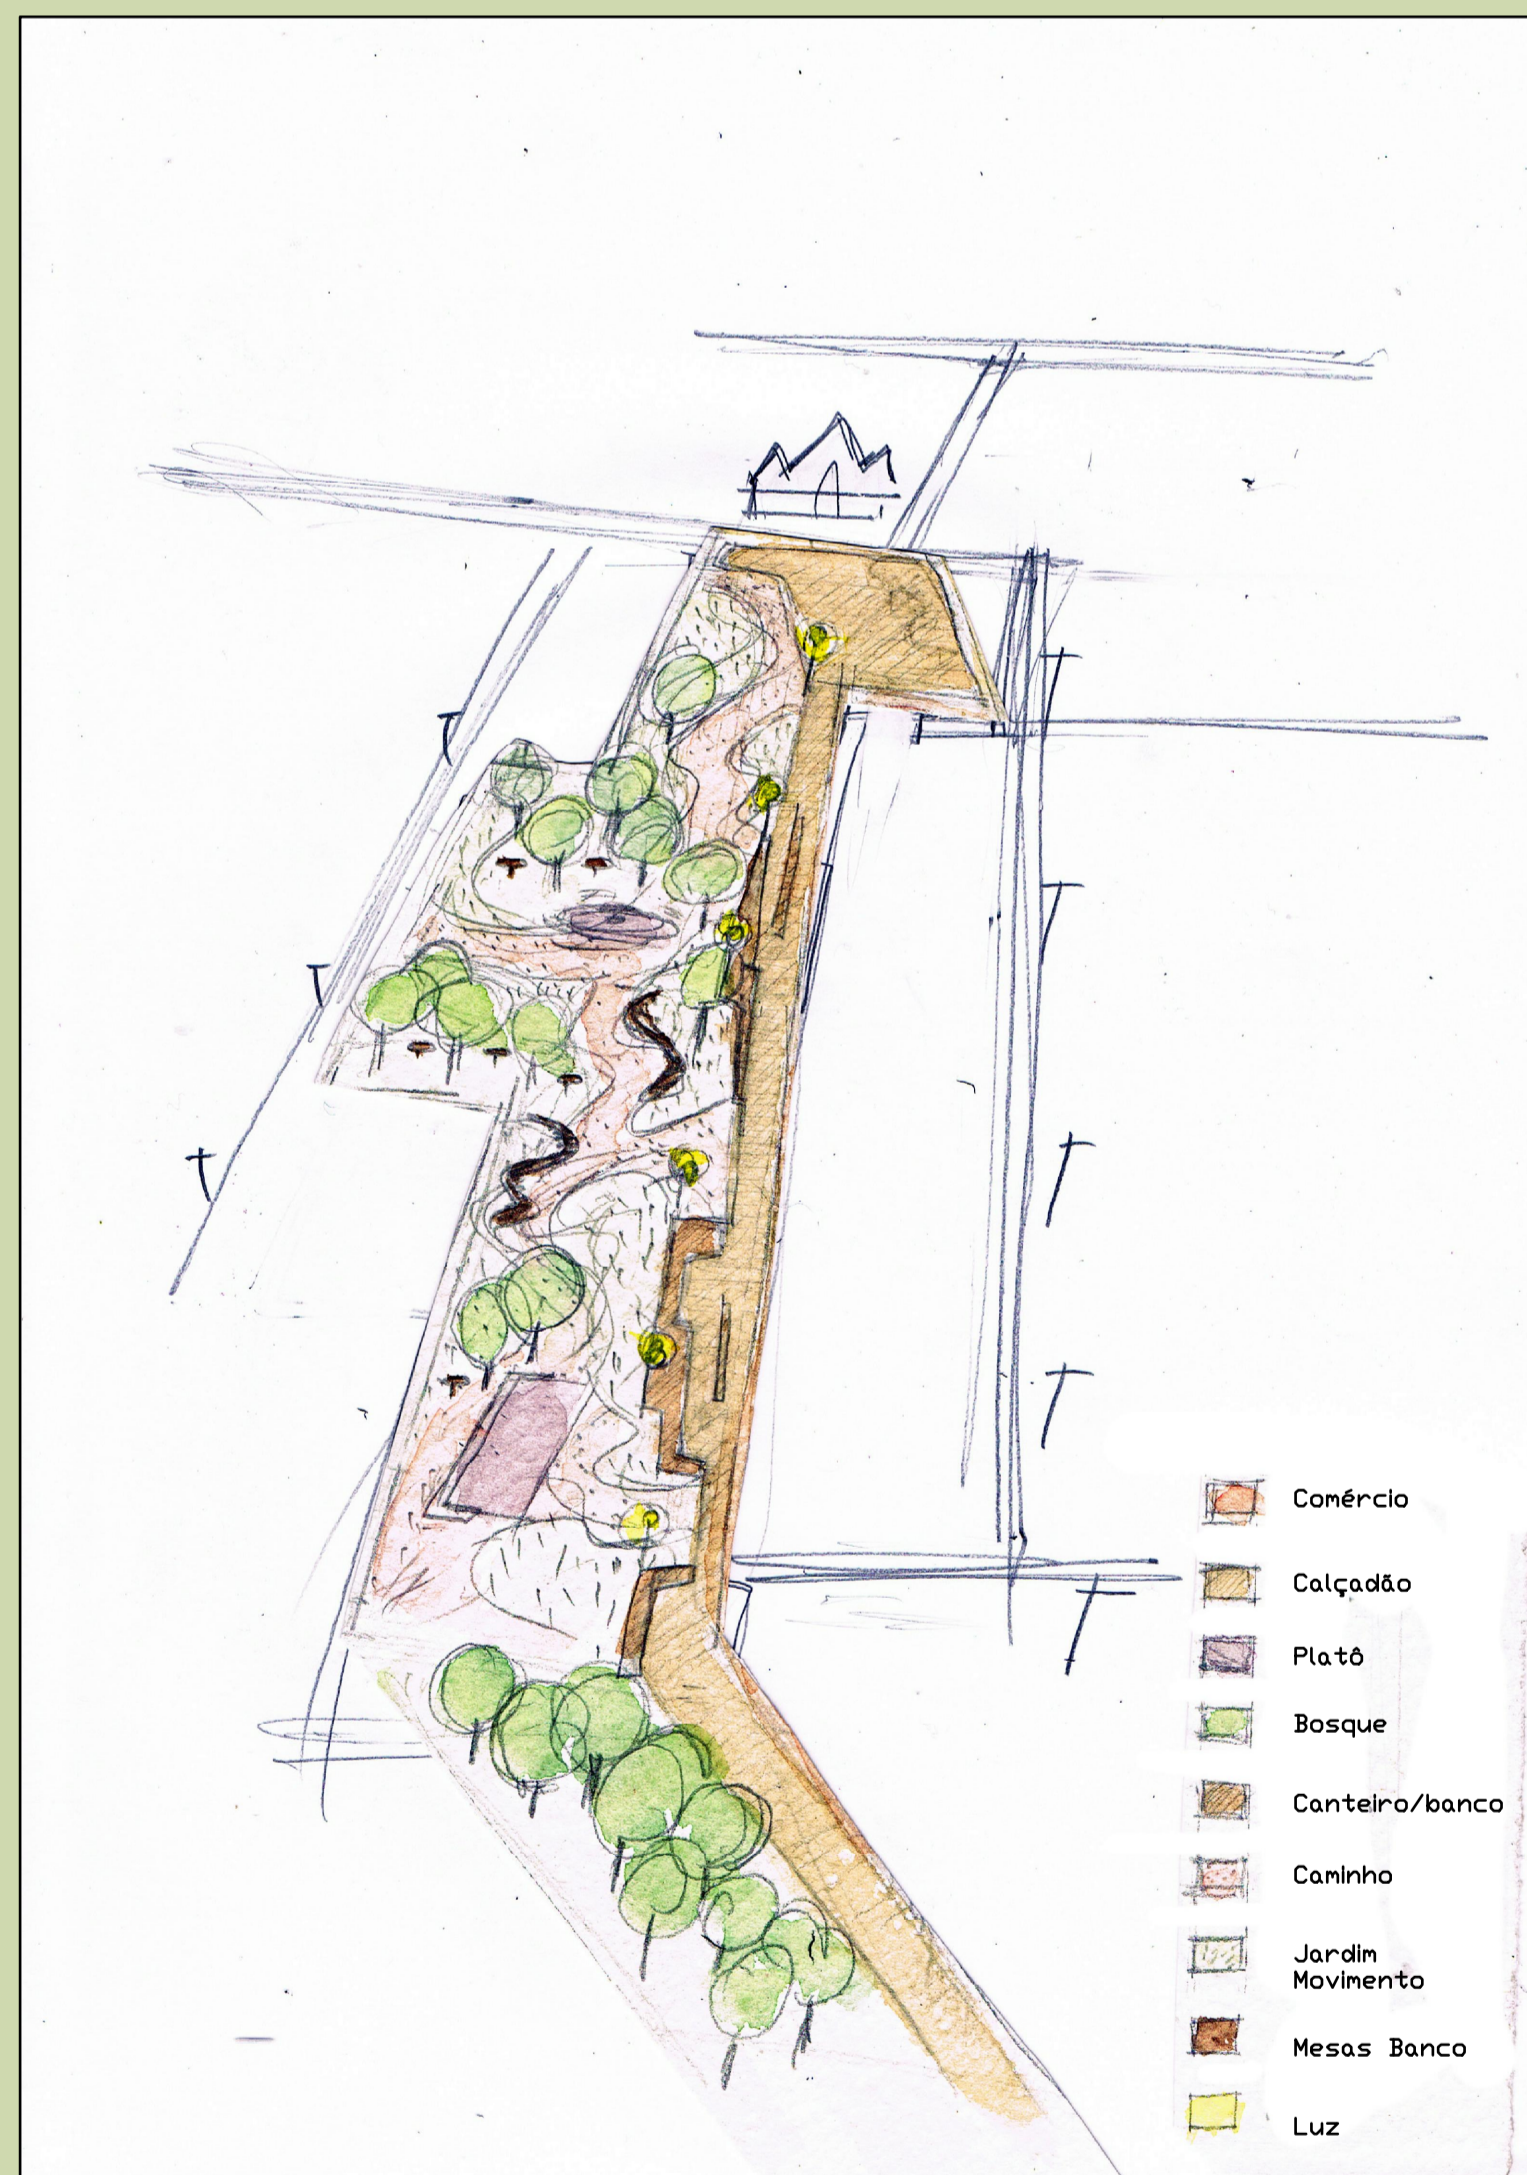 Comércio
Calçadão
Platô
Bosque
Canteiro/banco
Caminho
Jardim
Movimento
Mesas Banco
Luz